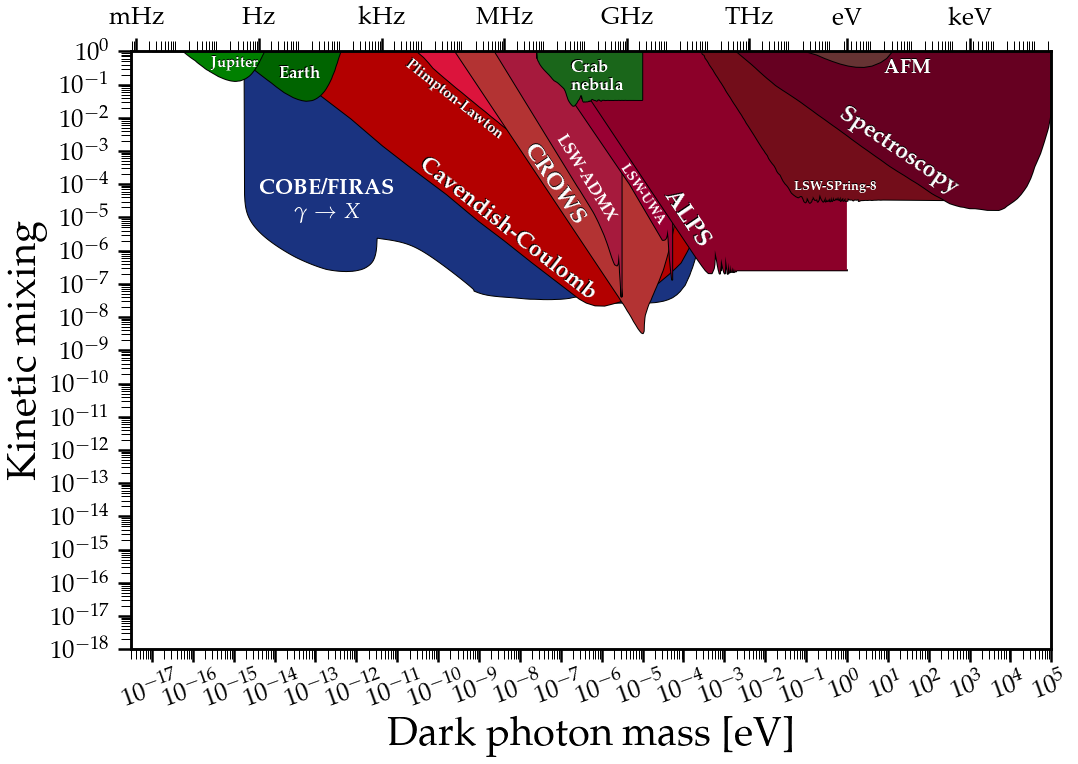 mHz Hz kHz MHz GHz THz eV keV
10⁰
10⁻¹
10⁻²
10⁻³
10⁻⁴
10⁻⁵
10⁻⁶
10⁻⁷
10⁻⁸
10⁻⁹
10⁻¹⁰
10⁻¹¹
10⁻¹²
10⁻¹³
10⁻¹⁴
10⁻¹⁵
10⁻¹⁶
10⁻¹⁷
10⁻¹⁸
Kinetic mixing
Jupiter
Earth
COBE/FIRAS
γ → X
Plimpton-Lawton
Cavendish-Coulomb
CROWS
LSW-ADMX
Crab
nebula
LSW-UWA
ALPS
LSW-SPring-8
AFM
Spectroscopy
10⁻¹⁷ 10⁻¹⁶ 10⁻¹⁵ 10⁻¹⁴ 10⁻¹³ 10⁻¹² 10⁻¹¹ 10⁻¹⁰ 10⁻⁹ 10⁻⁸ 10⁻⁷ 10⁻⁶ 10⁻⁵ 10⁻⁴ 10⁻³ 10⁻² 10⁻¹ 10⁰ 10¹ 10² 10³ 10⁴ 10⁵
Dark photon mass [eV]